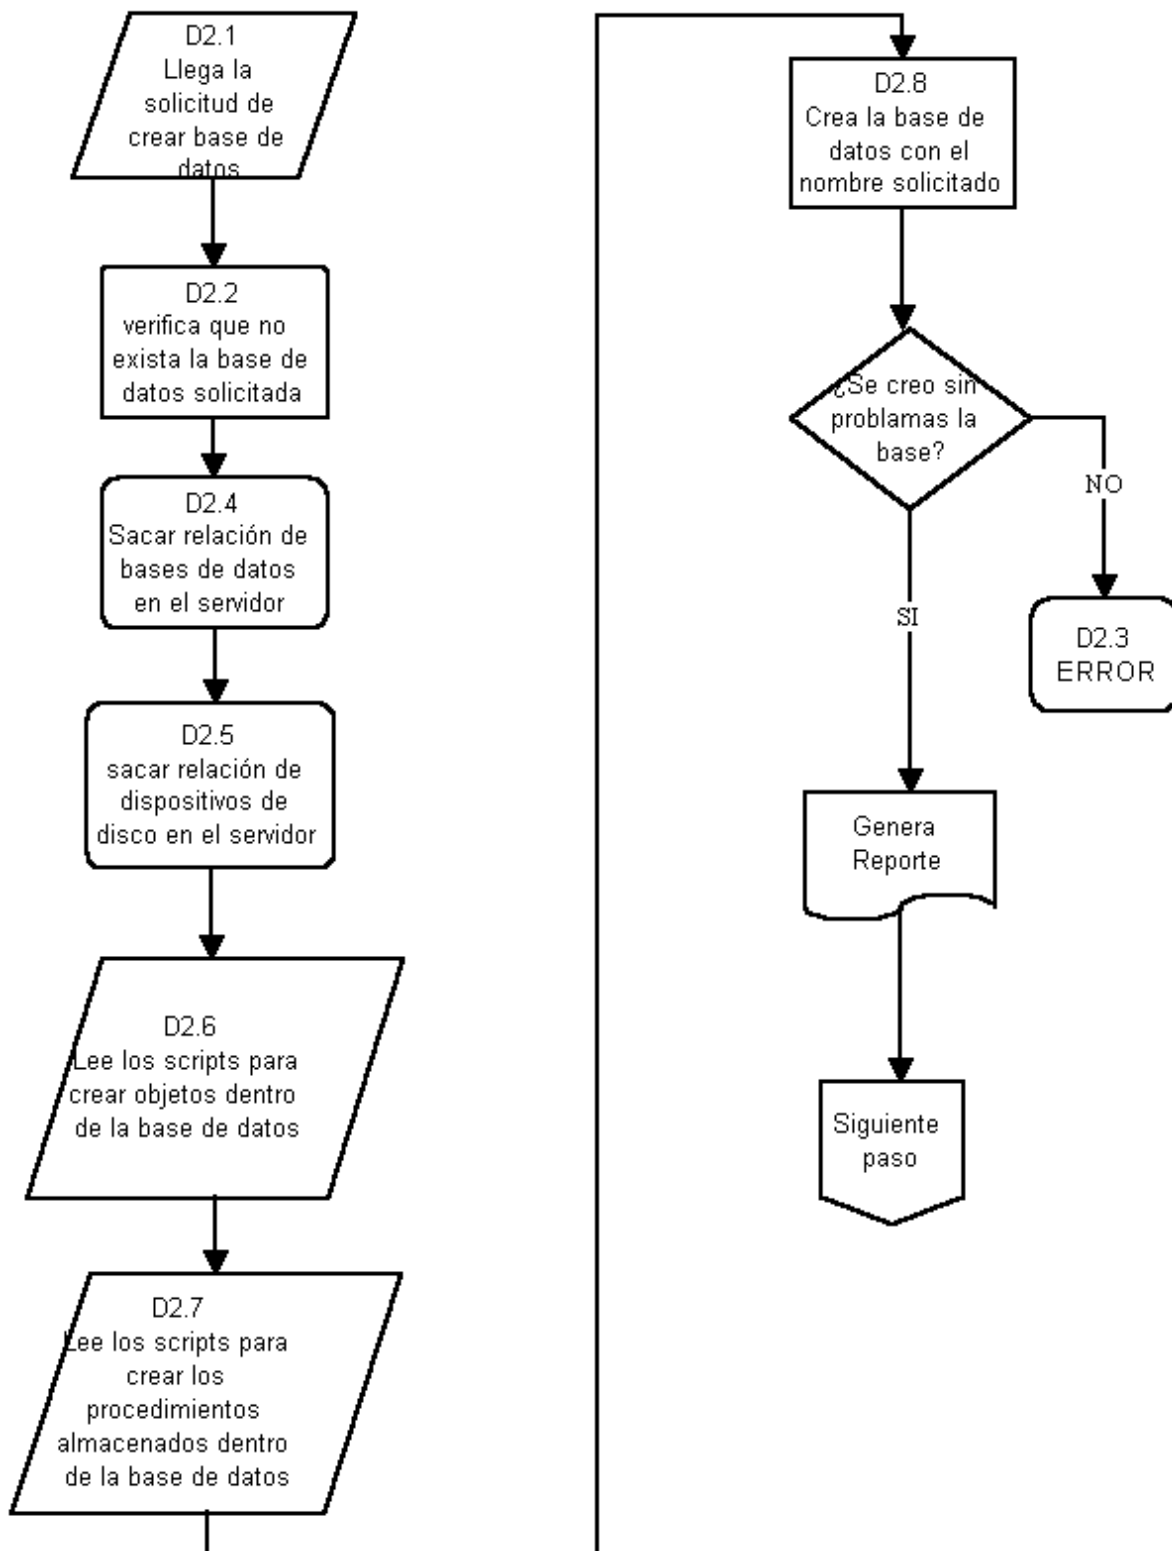 D2.1
Llega la
solicitud de
crear base de
datos
D2.2
verifica que no
exista la base de
datos solicitada
D2.4
Sacar relación de
bases de datos
en el servidor
D2.5
sacar relación de
dispositivos de
disco en el servidor
D2.6
Lee los scripts para
crear objetos dentro
de la base de datos
D2.7
Lee los scripts para
crear los
procedimientos
almacenados dentro
de la base de datos
D2.8
Crea la base de
datos con el
nombre solicitado
¿Se creo sin
problamas la
base?
NO
SI
D2.3
ERROR
Genera
Reporte
Siguiente
paso